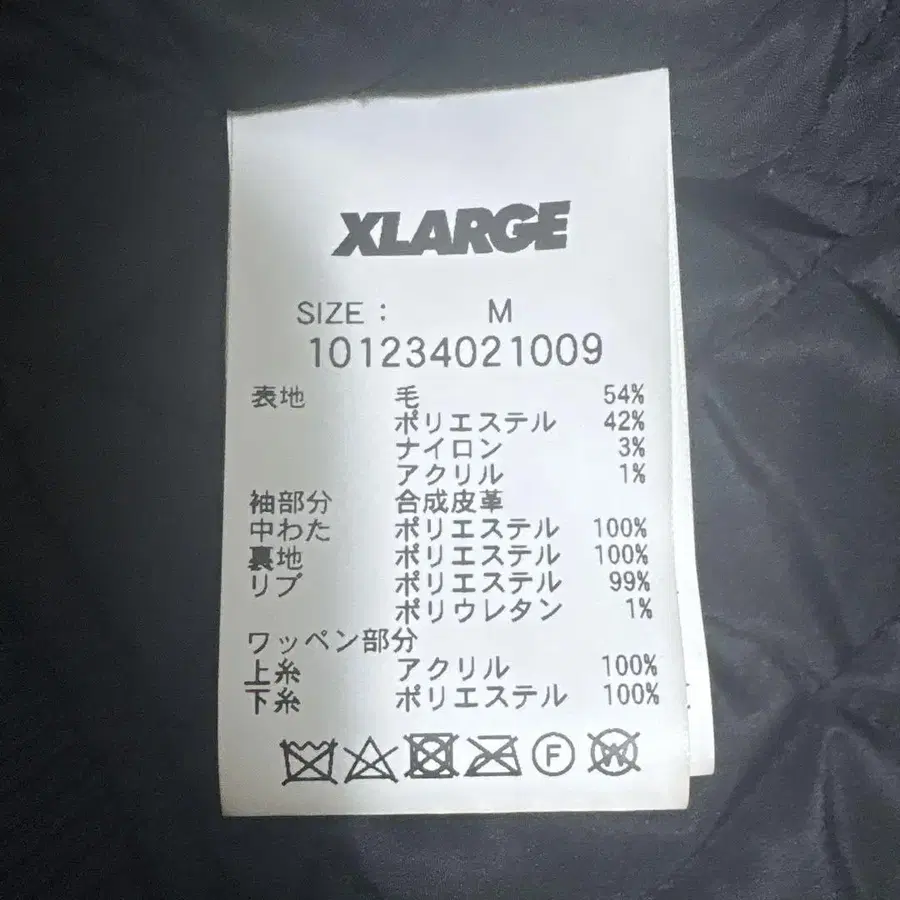 XLARGE
SIZE : M
101234021009
表地 毛 54%
ポリエステル 42%
ナイロン 3%
アクリル 1%
袖部分 合成皮革
中わた ポリエステル 100%
裏地 ポリエステル 100%
リブ ポリエステル 99%
ポリウレタン 1%
ワッペン部分
上糸 アクリル 100%
下糸 ポリエステル 100%
F W